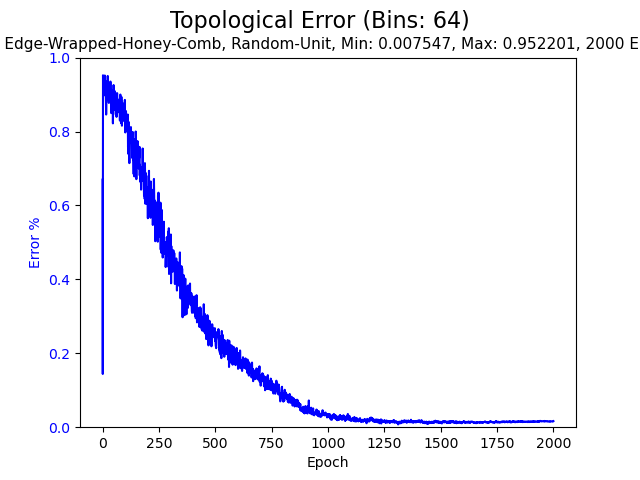 Topological Error (Bins: 64)
Edge-Wrapped-Honey-Comb, Random-Unit, Min: 0.007547, Max: 0.952201, 2000 E
1.0
0.8
0.6
0.4
0.2
0.0
Error %
0 250 500 750 1000 1250 1500 1750 2000
Epoch